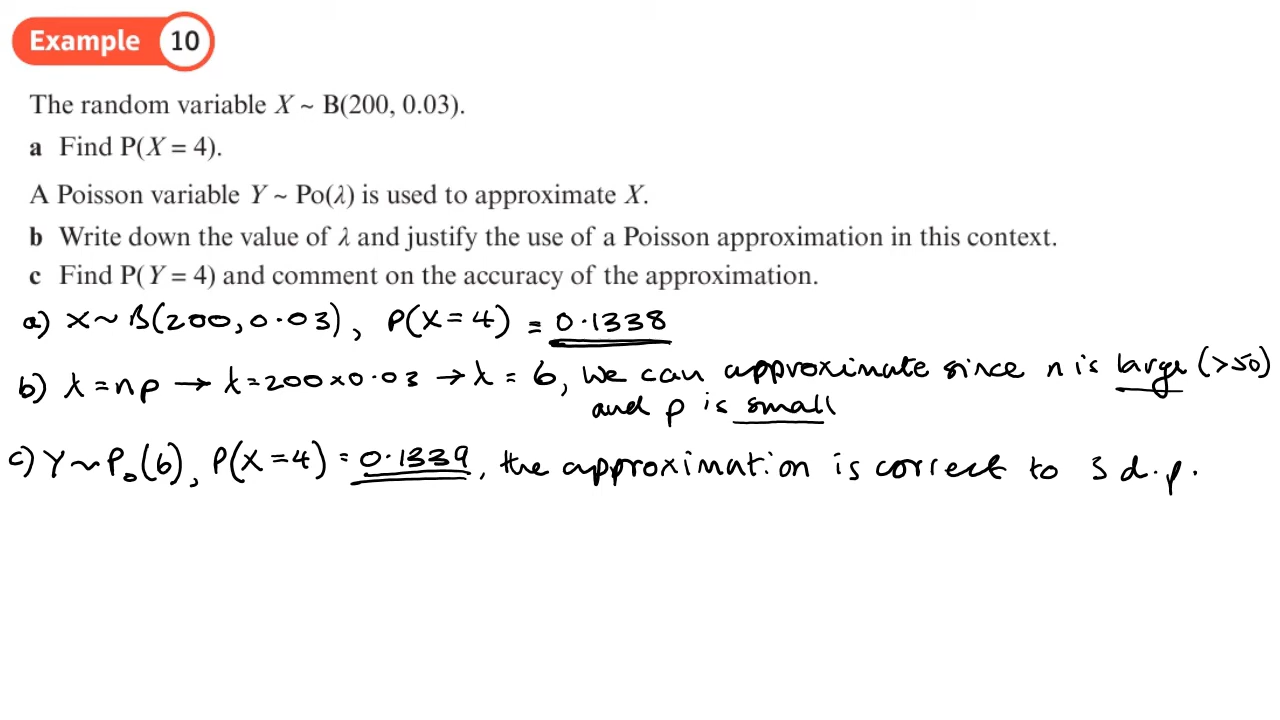 Example 10
The random variable X ~ B(200, 0.03).
a Find P(X = 4).
A Poisson variable Y ~ Po(λ) is used to approximate X.
b Write down the value of λ and justify the use of a Poisson approximation in this context.
c Find P(Y = 4) and comment on the accuracy of the approximation.
a) X~B(200, 0.03), P(X=4) = 0.1338
b) λ = np → λ = 200×0.03 → λ = 6, We can approximate since n is large (>50)
and p is small
c) Y~Po(6), P(X=4) = 0.1339, the approximation is correct to 3 d.p.